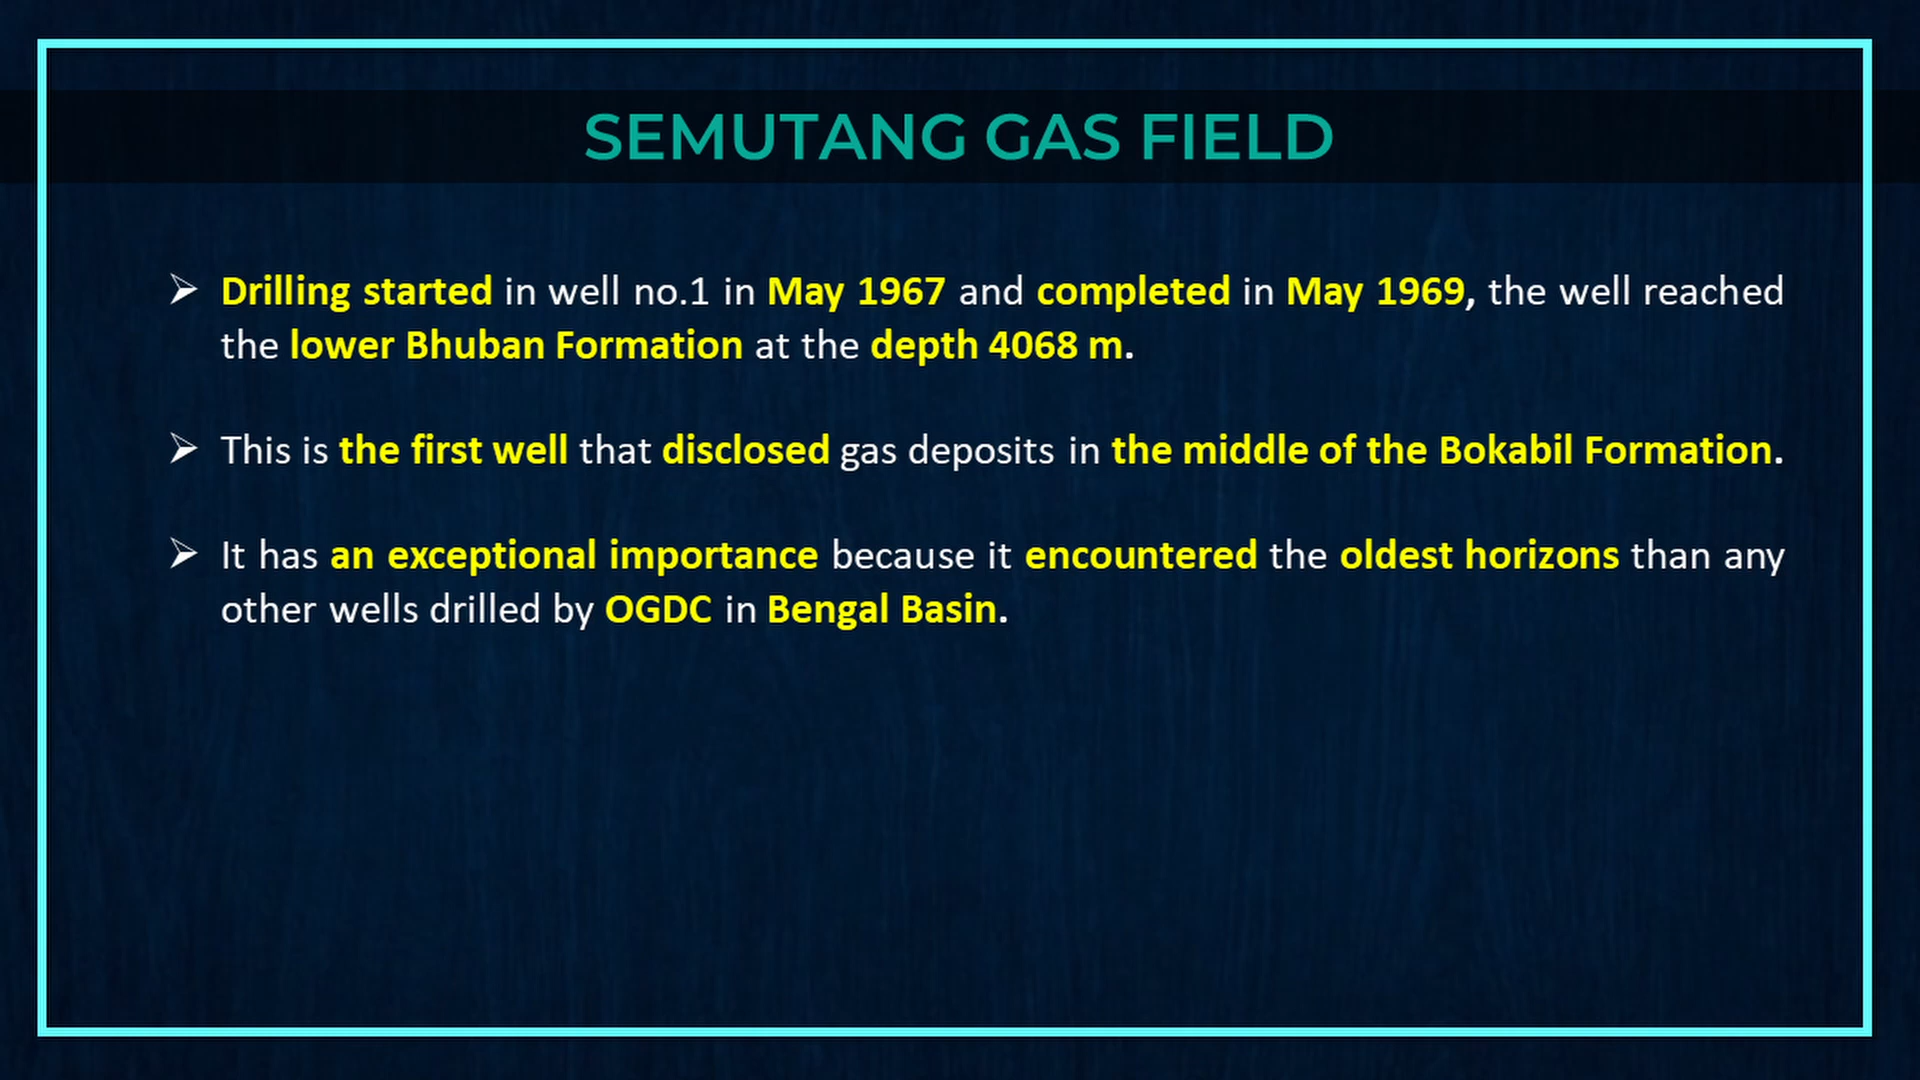 SEMUTANG GAS FIELD
➢ Drilling started in well no.1 in May 1967 and completed in May 1969, the well reached
the lower Bhuban Formation at the depth 4068 m.
➢ This is the first well that disclosed gas deposits in the middle of the Bokabil Formation.
➢ It has an exceptional importance because it encountered the oldest horizons than any
other wells drilled by OGDC in Bengal Basin.